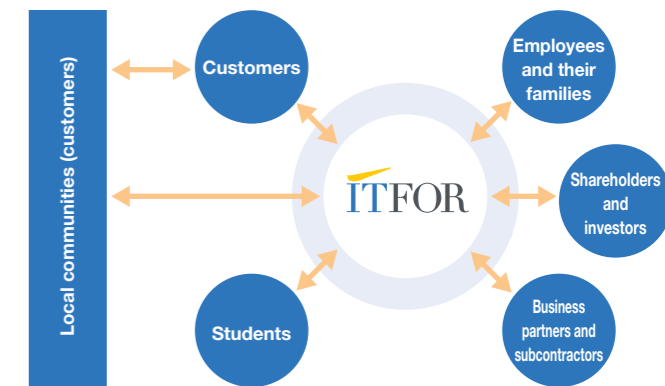 Local communities (customers)
Customers
Employees
and their
families
ITFOR
Shareholders
and
investors
Students
Business
partners and
subcontractors